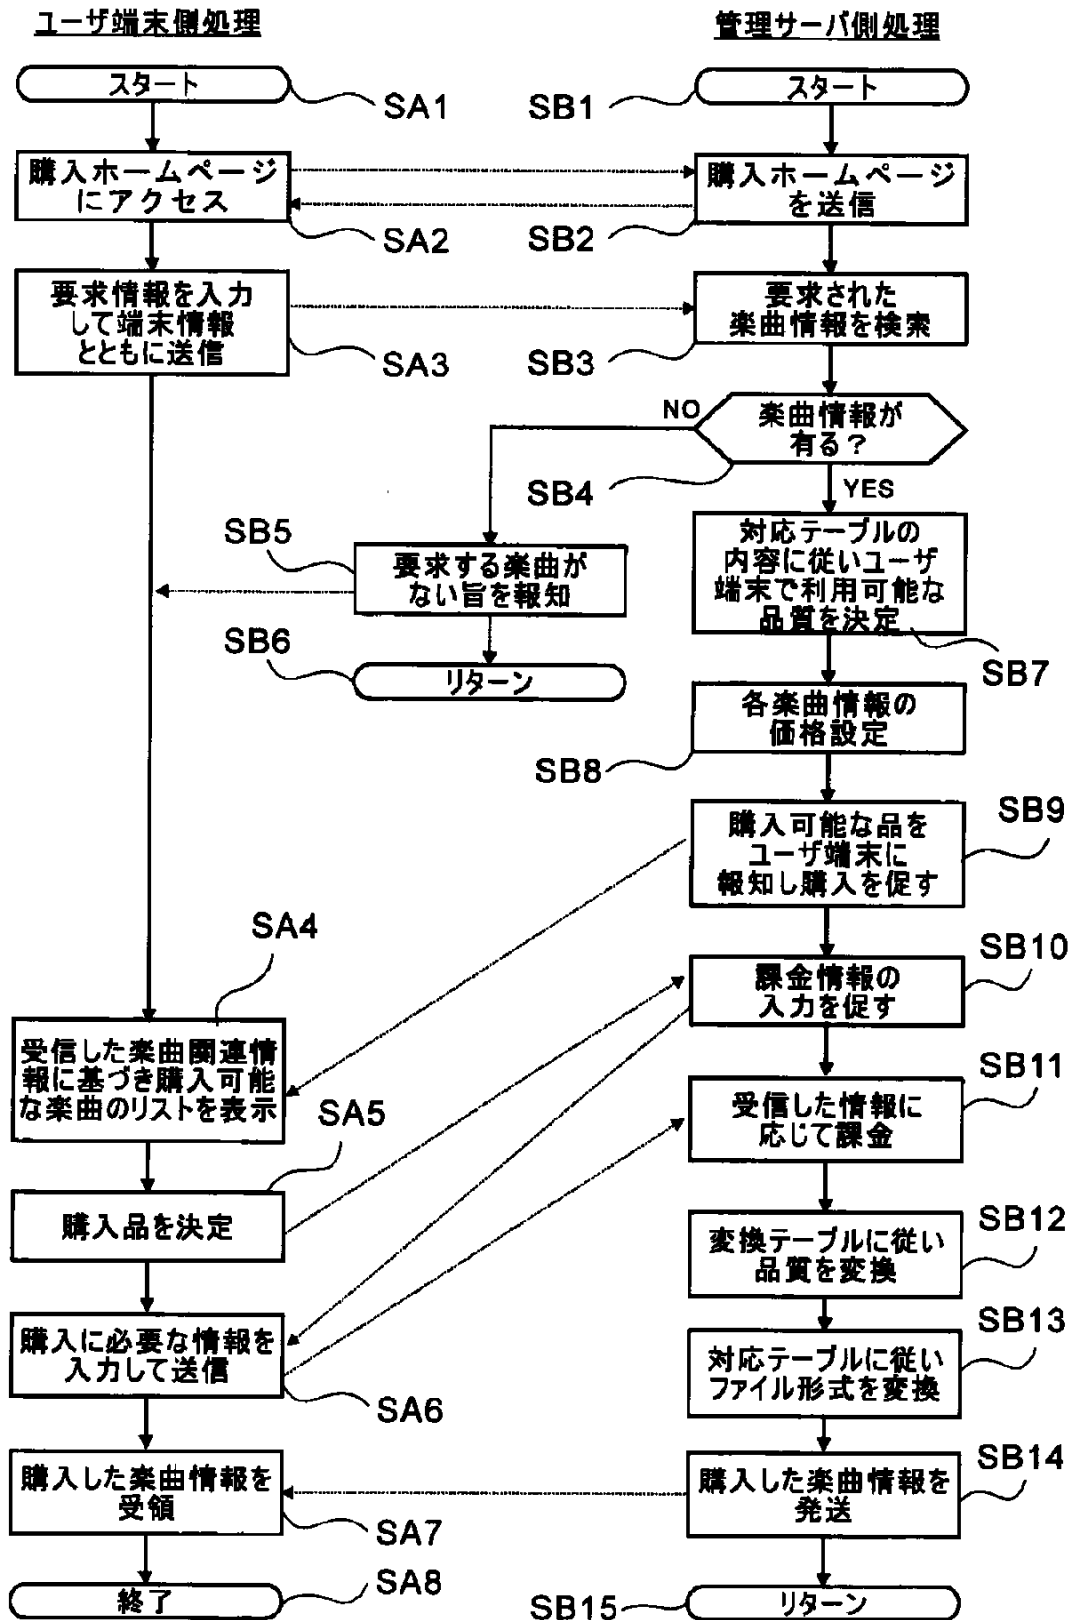 ユーザ端末側処理
スタート
SA1
購入ホームページ
にアクセス
SA2
要求情報を入力
して端末情報
とともに送信
SA3
SA4
受信した楽曲関連情
報に基づき購入可能
な楽曲のリストを表示
SA5
購入品を決定
購入に必要な情報を
入力して送信
SA6
購入した楽曲情報を
受領
SA7
終了
SA8
管理サーバ側処理
SB1
スタート
購入ホームページ
を送信
SB2
要求された
楽曲情報を検索
SB3
楽曲情報が
有る?
NO
SB4
YES
SB5
要求する楽曲が
ない旨を報知
SB6
リターン
対応テーブルの
内容に従いユーザ
端末で利用可能な
品質を決定
SB7
各楽曲情報の
価格設定
SB8
SB9
購入可能な品を
ユーザ端末に
報知し購入を促す
SB10
課金情報の
入力を促す
SB11
受信した情報に
応じて課金
SB12
変換テーブルに従い
品質を変換
SB13
対応テーブルに従い
ファイル形式を変換
SB14
購入した楽曲情報を
発送
SB15
リターン